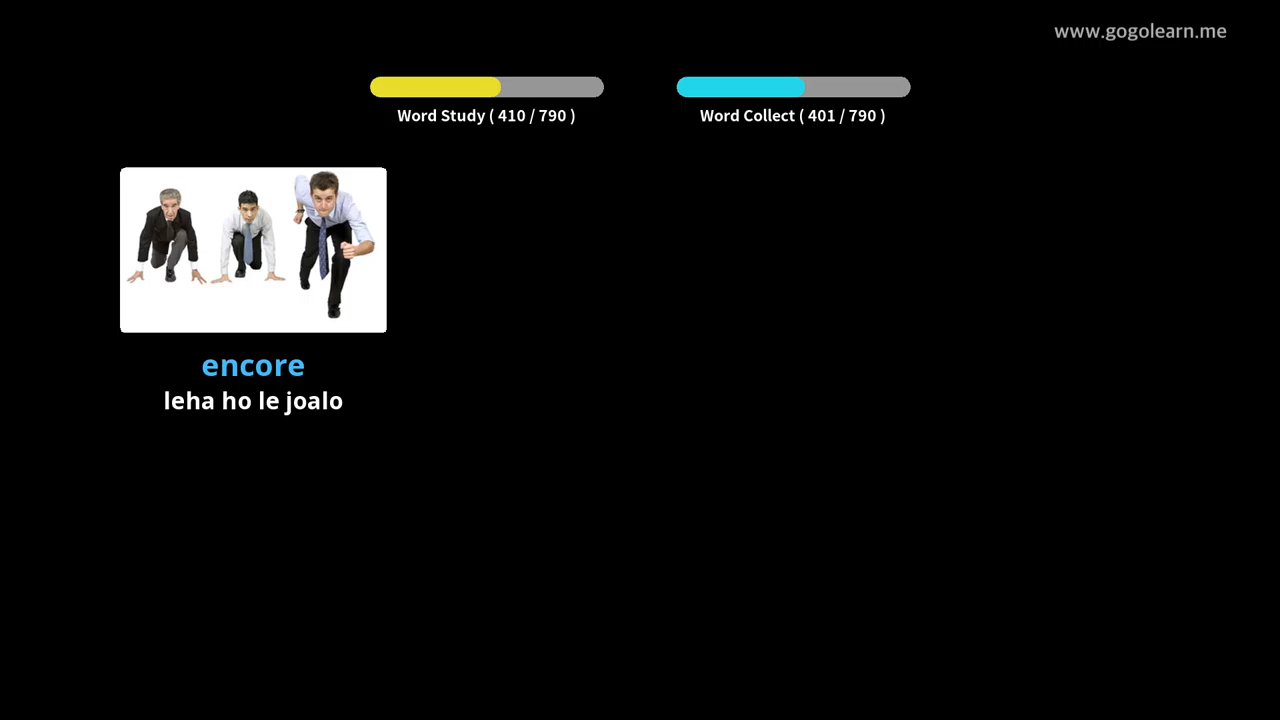 www.gogolearn.me
Word Study ( 410 / 790 )
Word Collect ( 401 / 790 )
encore
leha ho le joalo